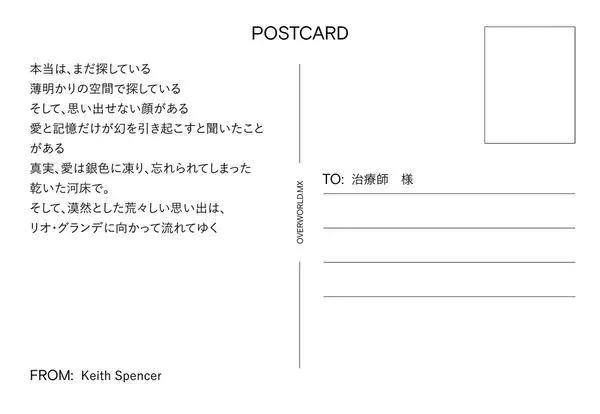 POSTCARD
本当は、まだ探している
薄明かりの空間で探している
そして、思い出せない顔がある
愛と記憶だけが幻を引き起こすと聞いたこと
がある
真実、愛は銀色に凍り、忘れられてしまった
乾いた河床で。
そして、漠然とした荒々しい思い出は、
リオ・グランデに向かって流れてゆく
FROM: Keith Spencer
OVERWORLD.MX
TO: 治療師　様